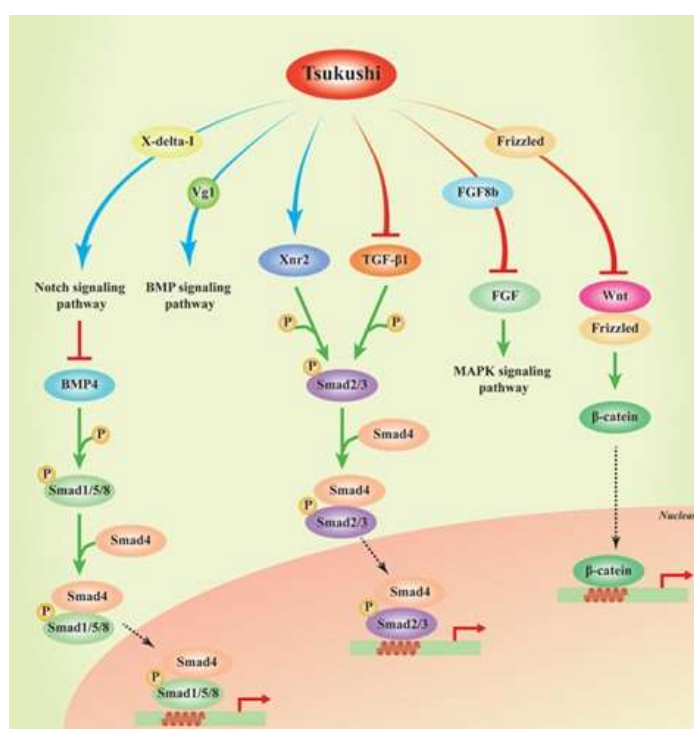 Tsukushi
X-delta-1
Frizzled
Vg1
FGF8b
Xnr2
TGF-β1
Notch signaling
pathway
BMP signaling
pathway
FGF
Wnt
Frizzled
P
P
MAPK signaling
pathway
BMP4
P
Smad2/3
β-catein
P
Smad4
P
Smad1/5/8
Smad4
P
Smad2/3
Nucleus
Smad4
β-catein
Smad4
P
Smad1/5/8
Smad4
P
Smad2/3
Smad4
P
Smad1/5/8